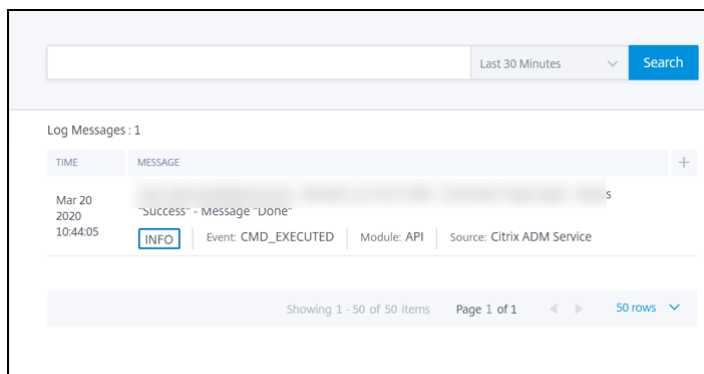 Last 30 Minutes Search
Log Messages : 1
TIME MESSAGE
Mar 20 2020 10:44:05
s
"Success" - Message "Done"
INFO Event: CMD_EXECUTED Module: API Source: Citrix ADM Service
Showing 1 - 50 of 50 items Page 1 of 1 50 rows